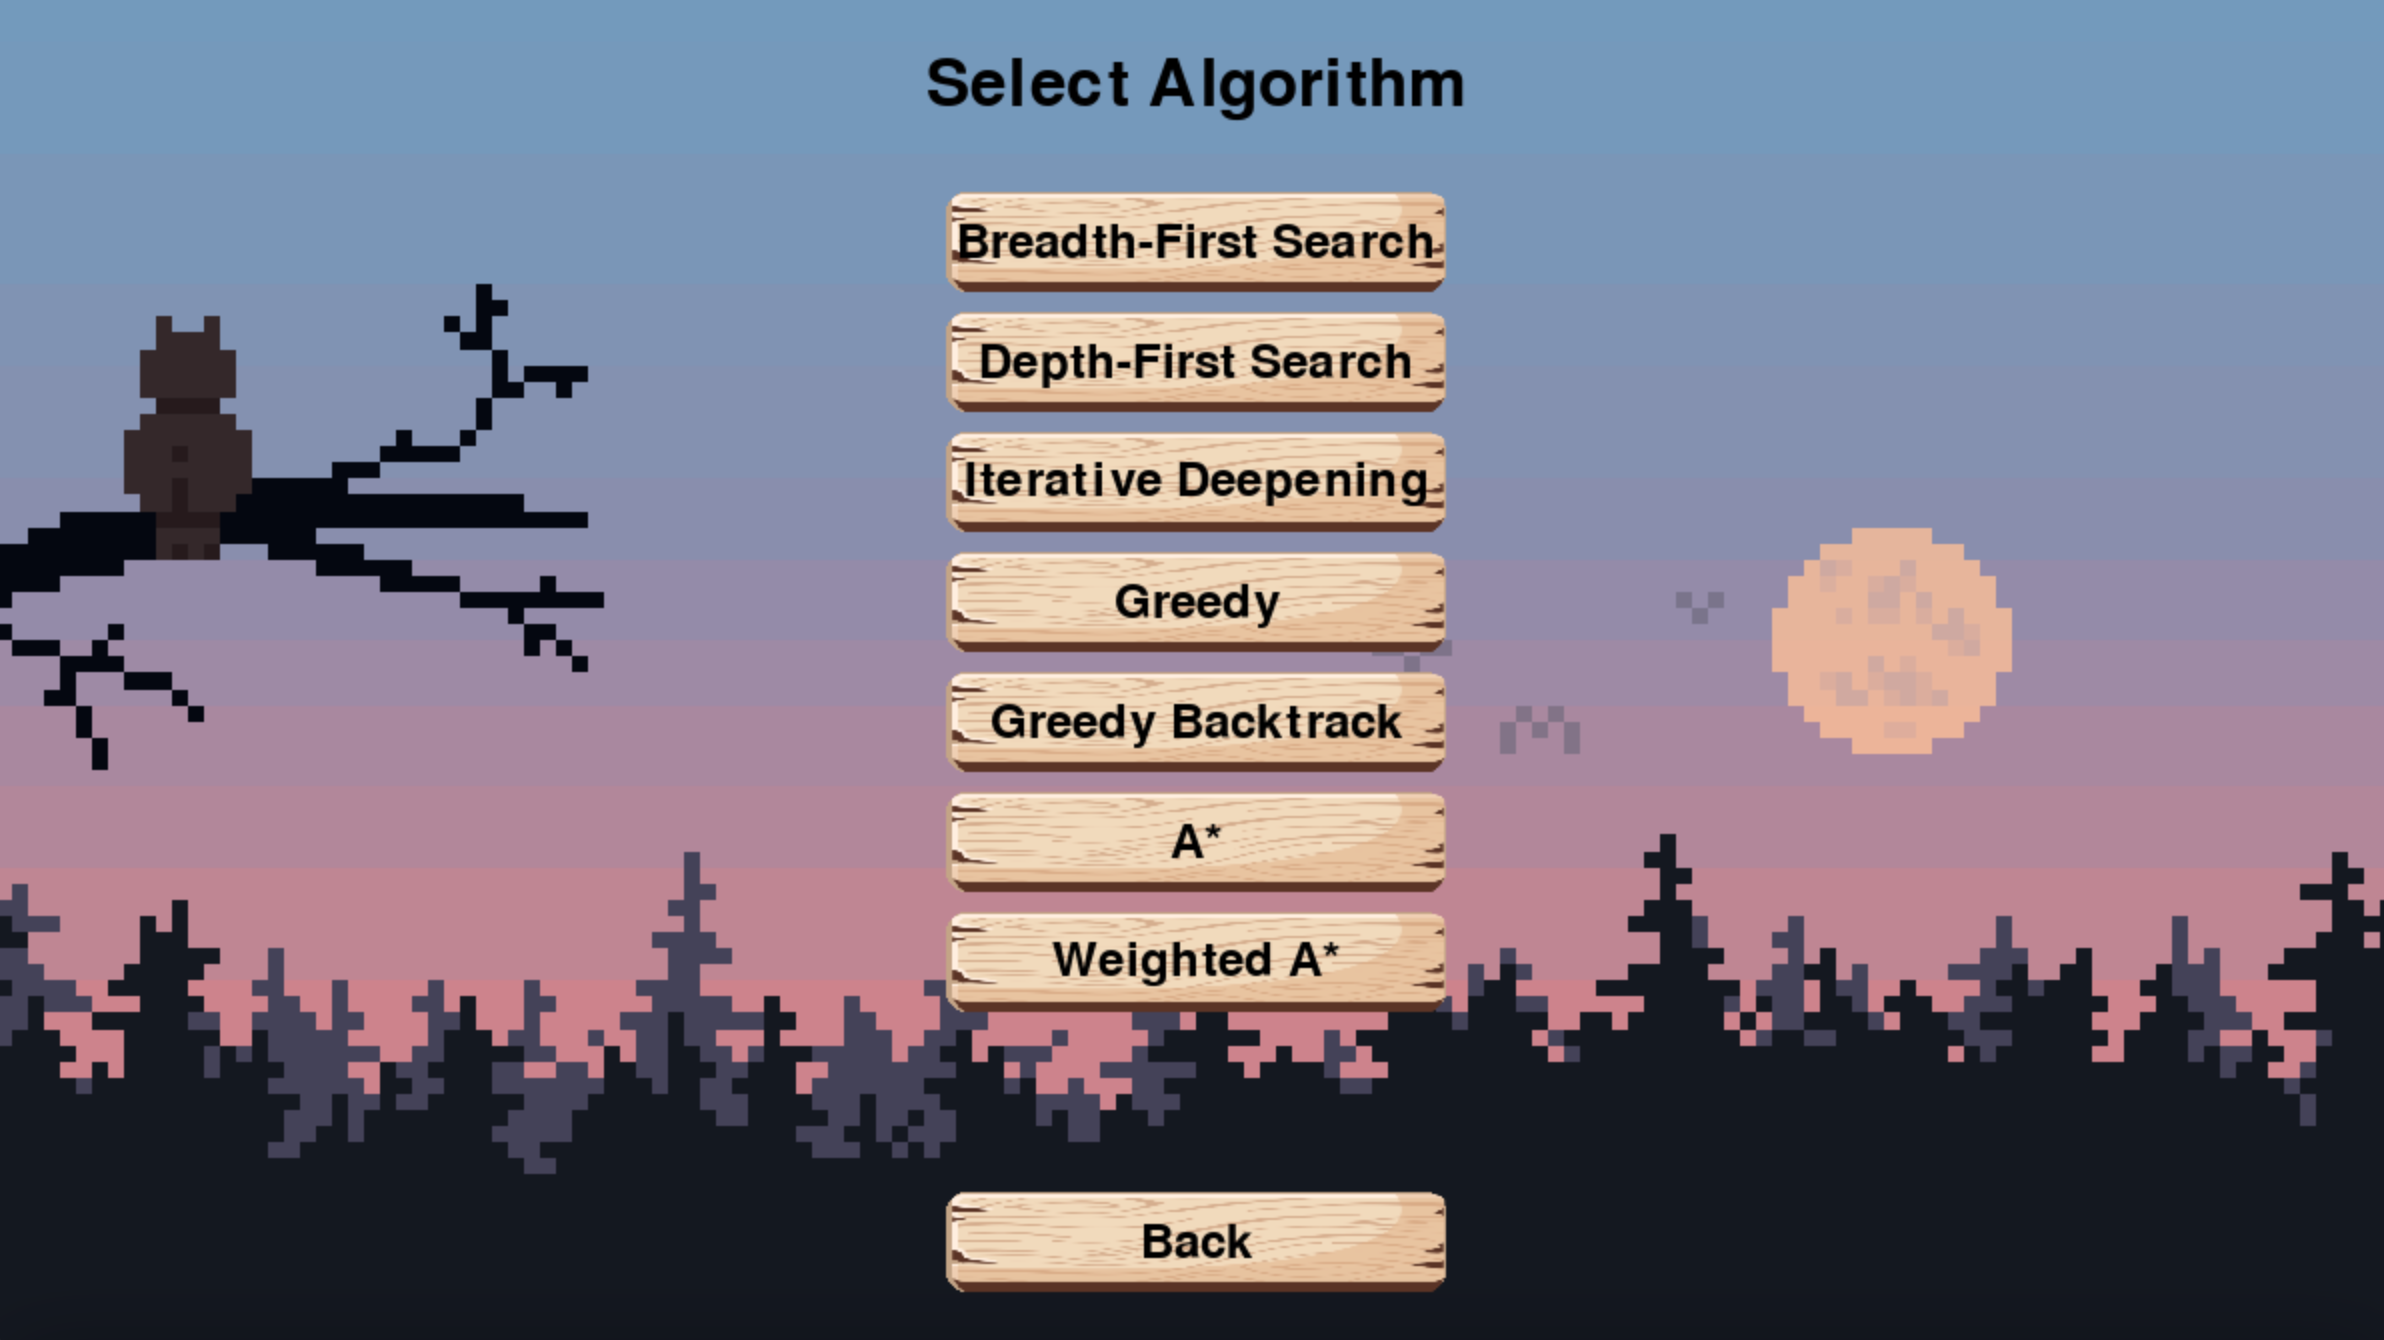 Select Algorithm
Breadth-First Search
Depth-First Search
Iterative Deepening
Greedy
Greedy Backtrack
A*
Weighted A*
Back